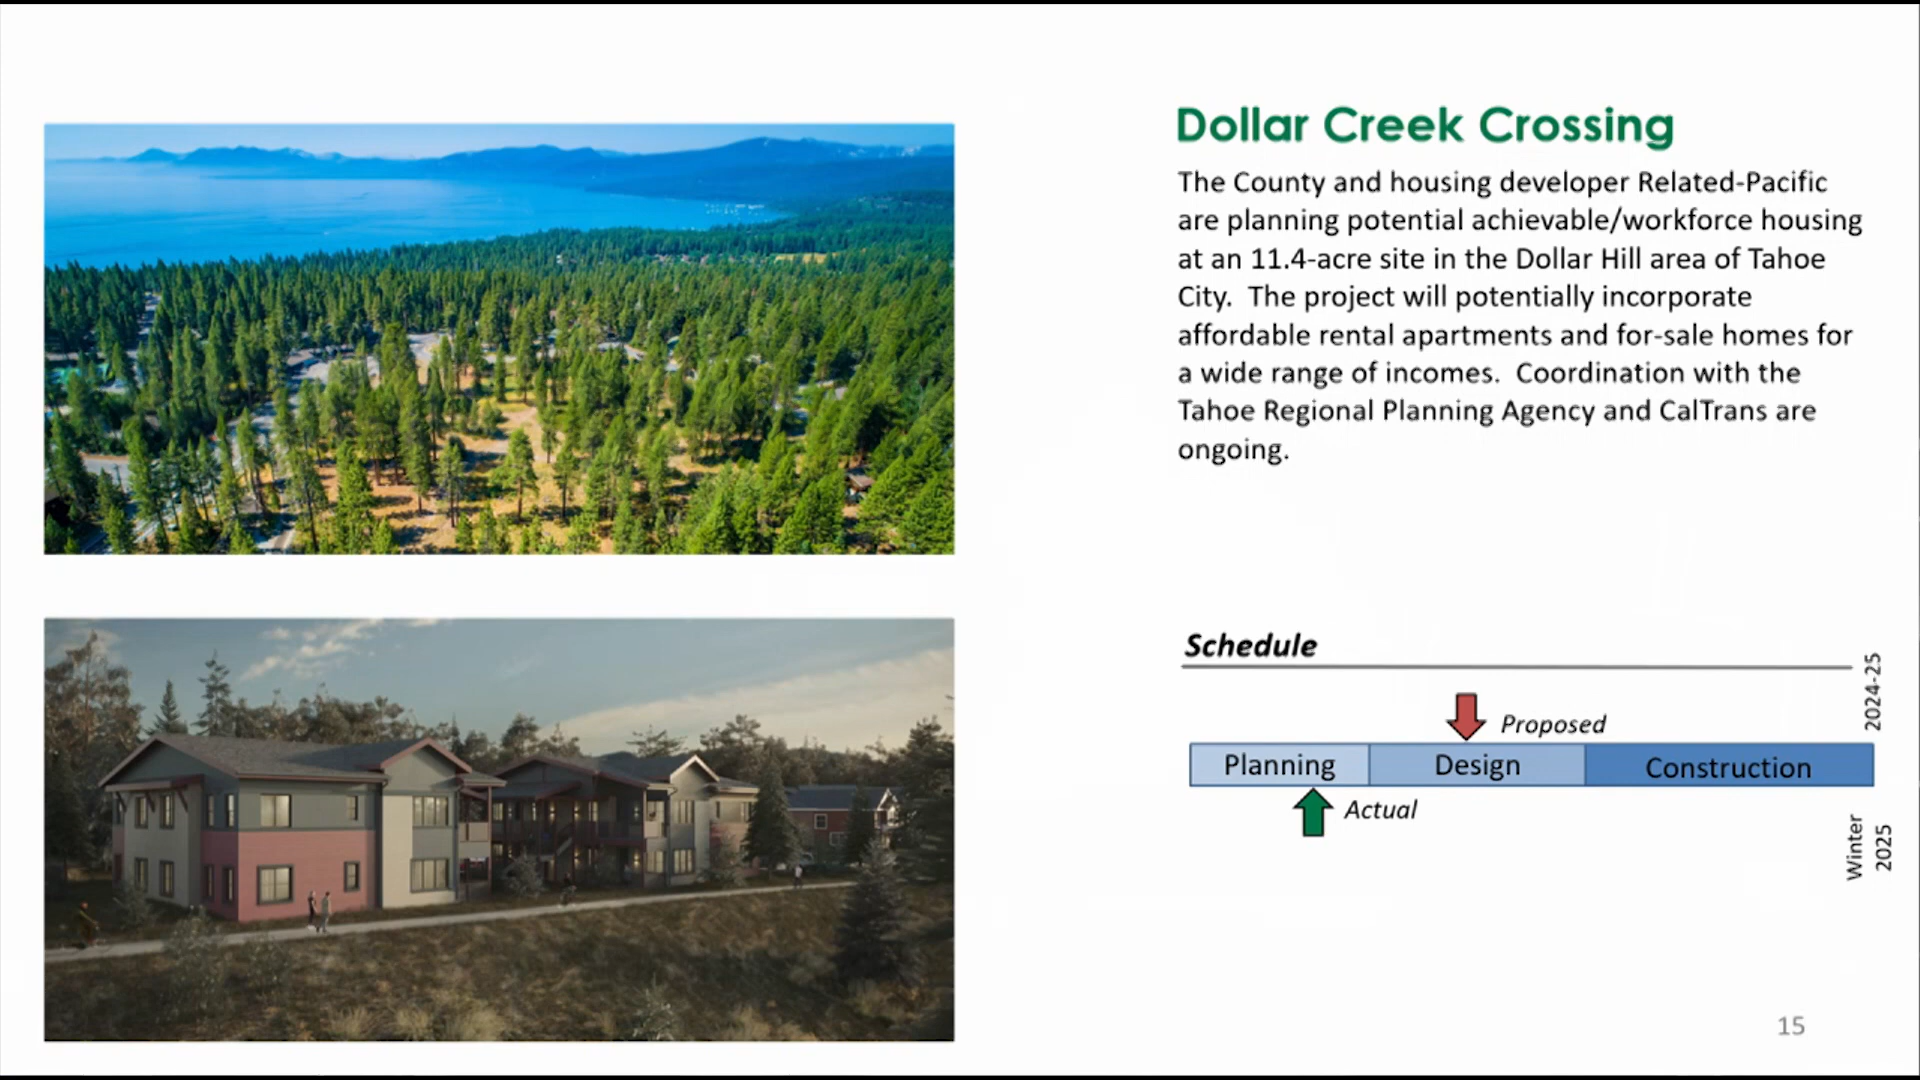 Dollar Creek Crossing
The County and housing developer Related-Pacific
are planning potential achievable/workforce housing
at an 11.4-acre site in the Dollar Hill area of Tahoe
City.  The project will potentially incorporate
affordable rental apartments and for-sale homes for
a wide range of incomes.  Coordination with the
Tahoe Regional Planning Agency and CalTrans are
ongoing.
Schedule
2024-25
Proposed
Planning
Design
Construction
Actual
Winter
2025
15